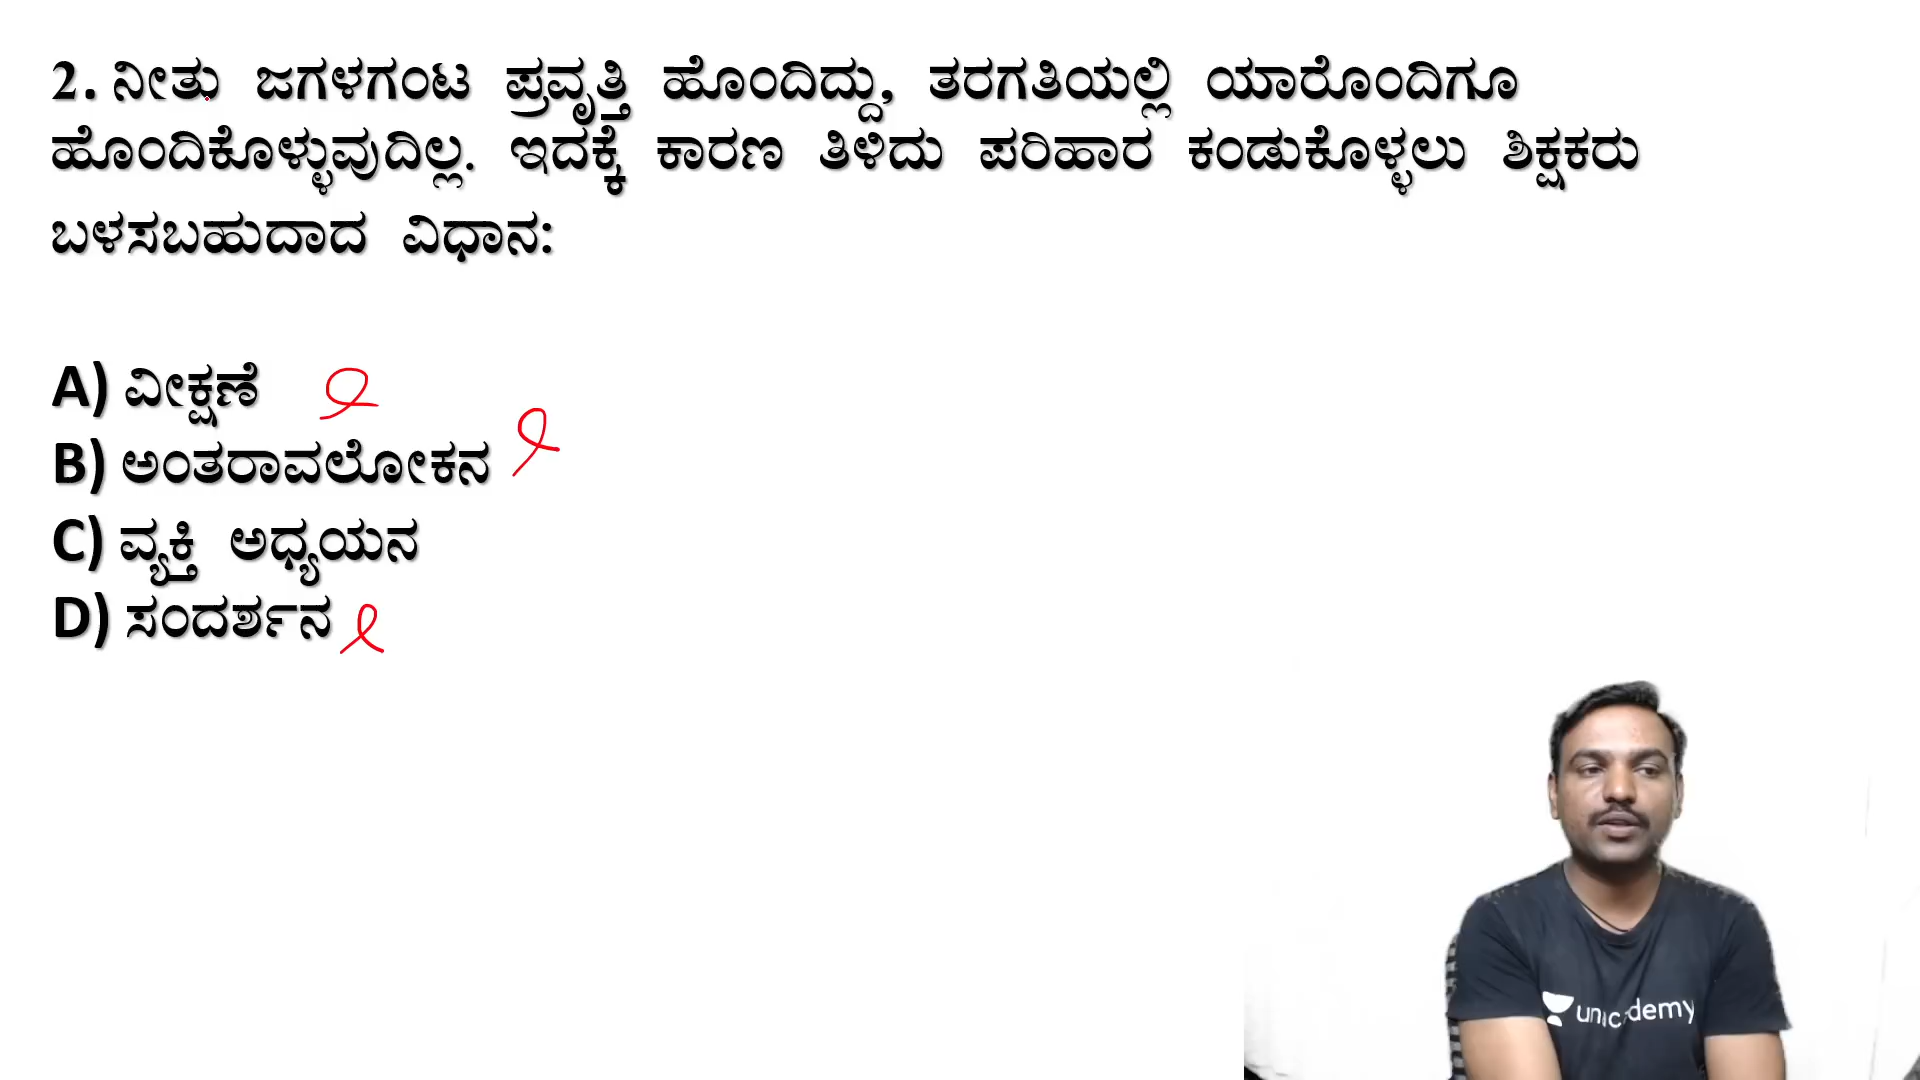 2. ನೀತು ಜಗಳಗಂಟ ಪ್ರವೃತ್ತಿ ಹೊಂದಿದ್ದು, ತರಗತಿಯಲ್ಲಿ ಯಾರೊಂದಿಗೂ
ಹೊಂದಿಕೊಳ್ಳುವುದಿಲ್ಲ. ಇದಕ್ಕೆ ಕಾರಣ ತಿಳಿದು ಪರಿಹಾರ ಕಂಡುಕೊಳ್ಳಲು ಶಿಕ್ಷಕರು
ಬಳಸಬಹುದಾದ ವಿಧಾನ:
A) ವೀಕ್ಷಣೆ
B) ಅಂತರಾವಲೋಕನ
C) ವ್ಯಕ್ತಿ ಅಧ್ಯಯನ
D) ಸಂದರ್ಶನ
unacademy